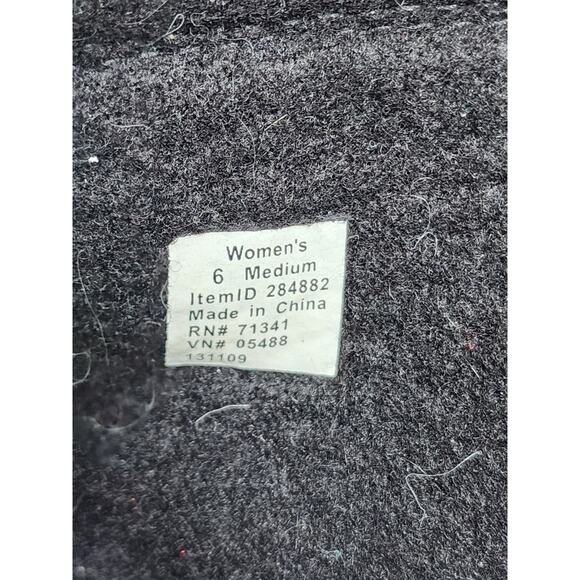 Women's
6 Medium
ItemID 284882
Made in China
RN# 71341
VN# 05488
131109